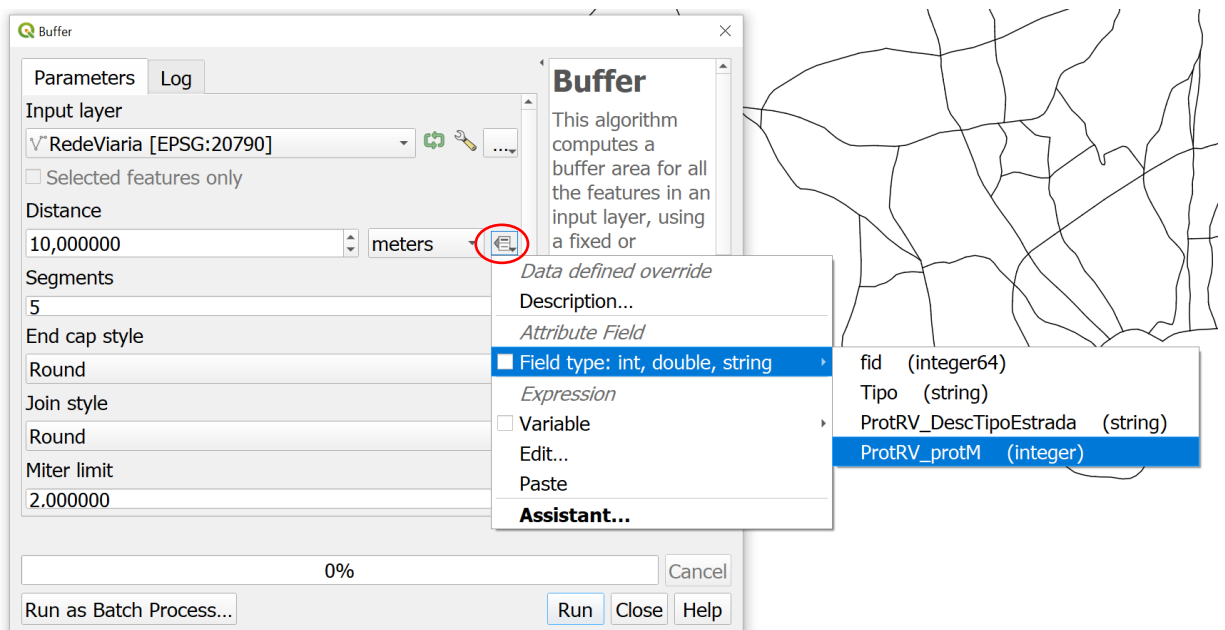 Buffer
Parameters
Log
Input layer
RedeViaria [EPSG:20790]
...
Selected features only
Distance
10,000000
meters
Segments
5
End cap style
Round
Join style
Round
Miter limit
2,000000
0%
Cancel
Run as Batch Process...
Run
Close
Help
Buffer
This algorithm
computes a
buffer area for all
the features in an
input layer, using
a fixed or
Data defined override
Description...
Attribute Field
Field type: int, double, string
Expression
Variable
Edit...
Paste
Assistant...
fid (integer64)
Tipo (string)
ProtRV_DescTipoEstrada (string)
ProtRV_protM (integer)